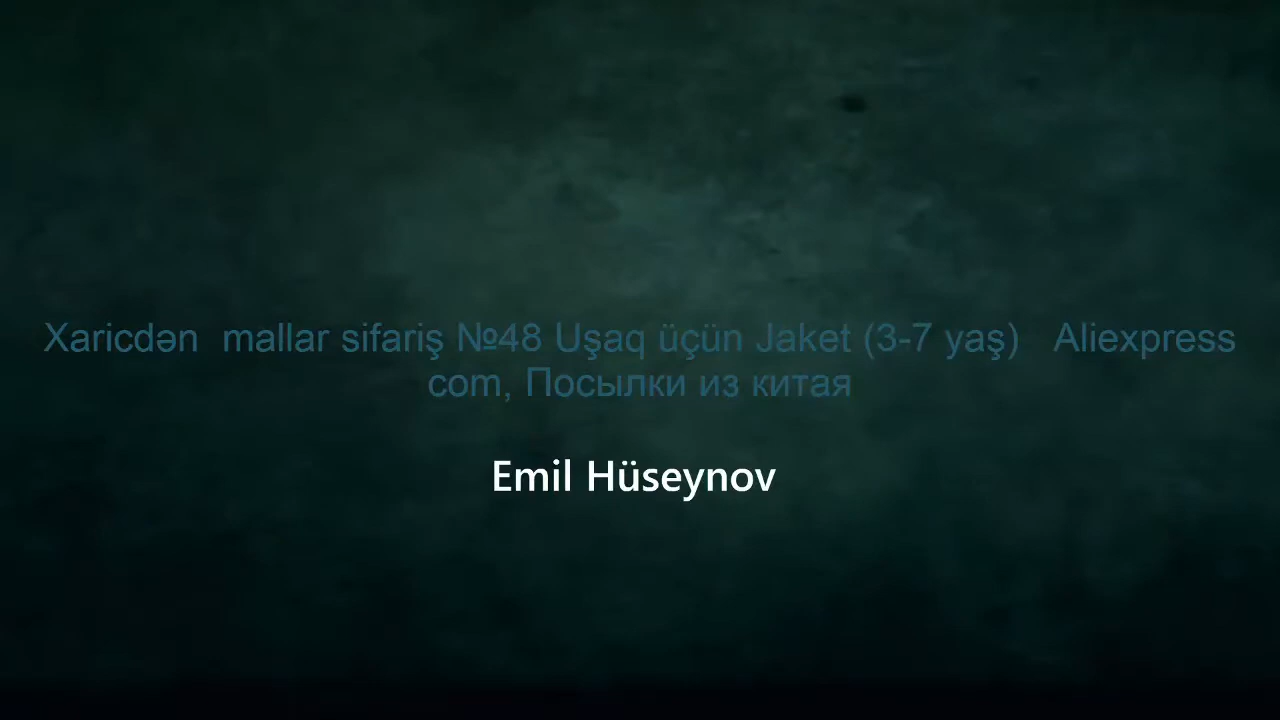 Xaricdən  mallar sifariş №48 Uşaq üçün Jaket (3-7 yaş)   Aliexpress
com, Посылки из китая
Emil Hüseynov